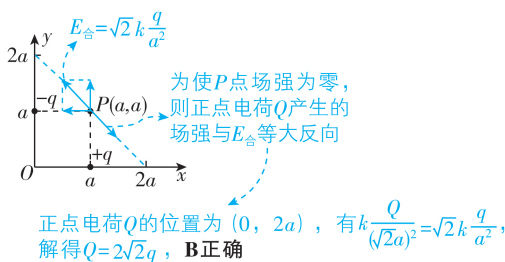 E合=√2k q/a²
y
2a
为使P点场强为零，
则正点电荷Q产生的
场强与E合等大反向
a
-q
P(a,a)
+q
O
a
2a
x
正点电荷Q的位置为（0，2a），有k Q/(√2a)²=√2k q/a²，
解得Q=2√2q，B正确